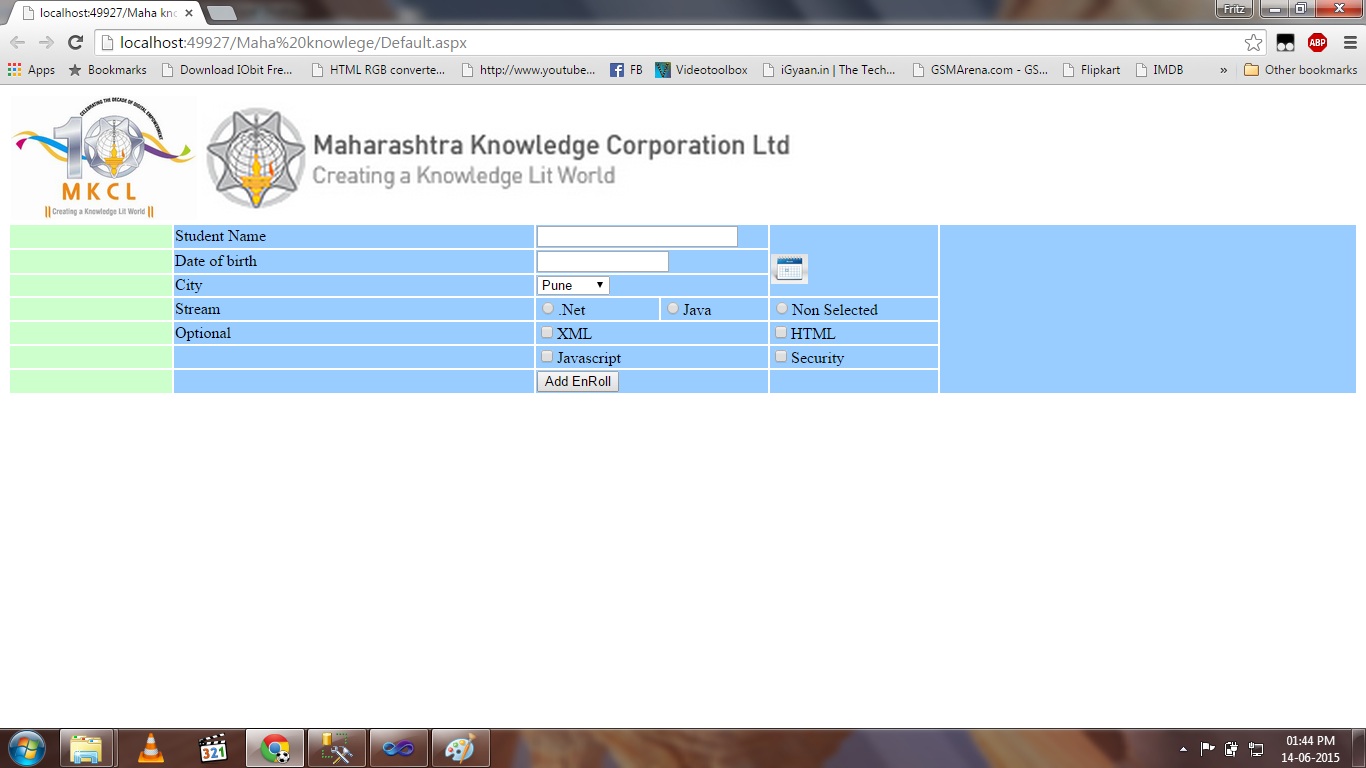 localhost:49927/Maha kno
Fritz
localhost:49927/Maha%20knowlege/Default.aspx
ABP
Apps Bookmarks Download IObit Fre... HTML RGB converte... http://www.youtube... FB Videotoolbox iGyaan.in | The Tech... GSMArena.com - GS... Flipkart IMDB » Other bookmarks
CELEBRATING THE DECADE OF DIGITAL EMPOWERMENT
10
MKCL
|| Creating a Knowledge Lit World ||
Maharashtra Knowledge Corporation Ltd
Creating a Knowledge Lit World
Student Name
Date of birth
City Pune
Stream .Net Java Non Selected
Optional XML HTML
Javascript Security
Add EnRoll
321
01:44 PM
14-06-2015